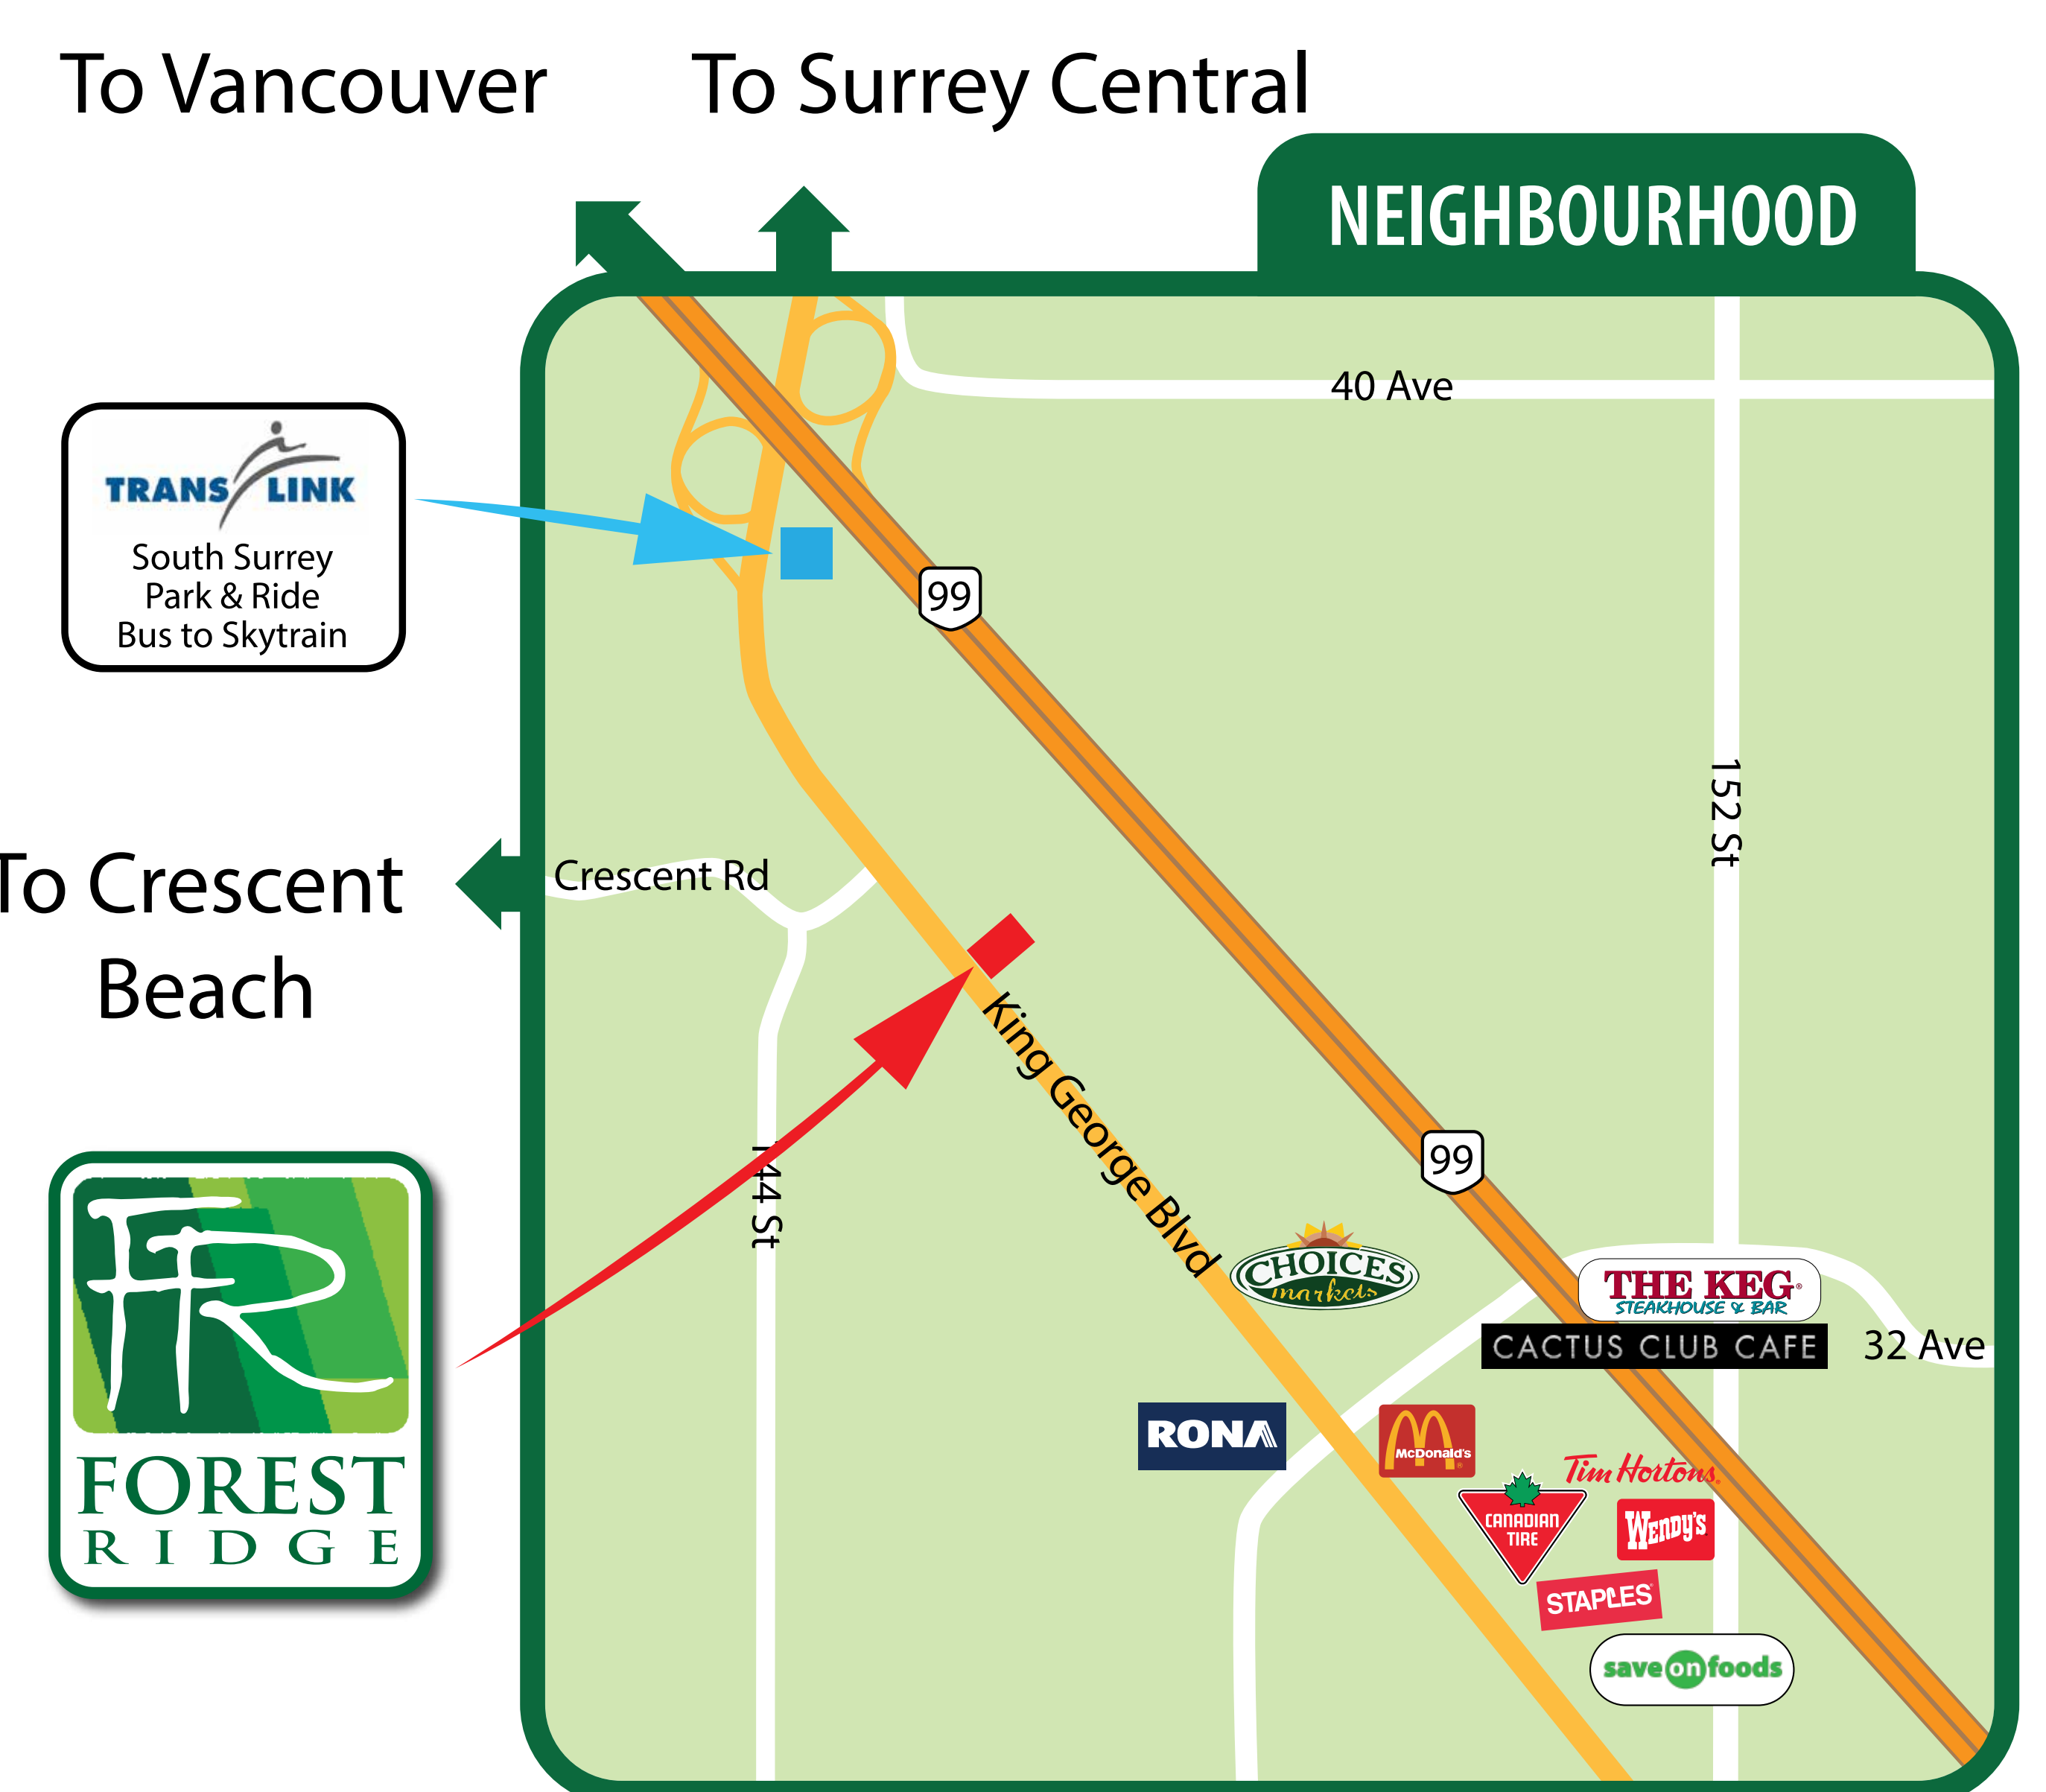 To Vancouver
To Surrey Central
NEIGHBOURHOOD
40 Ave
TRANS LINK
South Surrey
Park & Ride
Bus to Skytrain
99
152 St
To Crescent
Beach
Crescent Rd
King George Blvd
144 St
99
CHOICES
markets
THE KEG®
STEAKHOUSE & BAR
CACTUS CLUB CAFE
32 Ave
RONA
McDonald's®
Tim Hortons®
CANADIAN
TIRE
WENDY'S
STAPLES®
save on foods
FR
FOREST
RIDGE